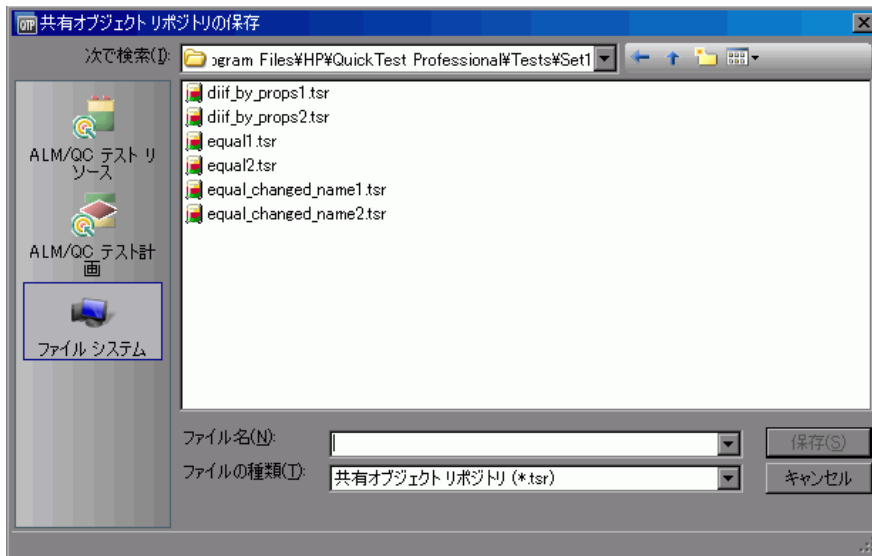 QTP 共有オブジェクト リポジトリの保存
次で検索(I):
ogram Files¥HP¥QuickTest Professional¥Tests¥Set1
diif_by_props1.tsr
diif_by_props2.tsr
equal1.tsr
equal2.tsr
equal_changed_name1.tsr
equal_changed_name2.tsr
ALM/QC テスト リ
ソース
ALM/QC テスト計
画
ファイル システム
ファイル名(N):
保存(S)
ファイルの種類(T):
共有オブジェクト リポジトリ (*.tsr)
キャンセル